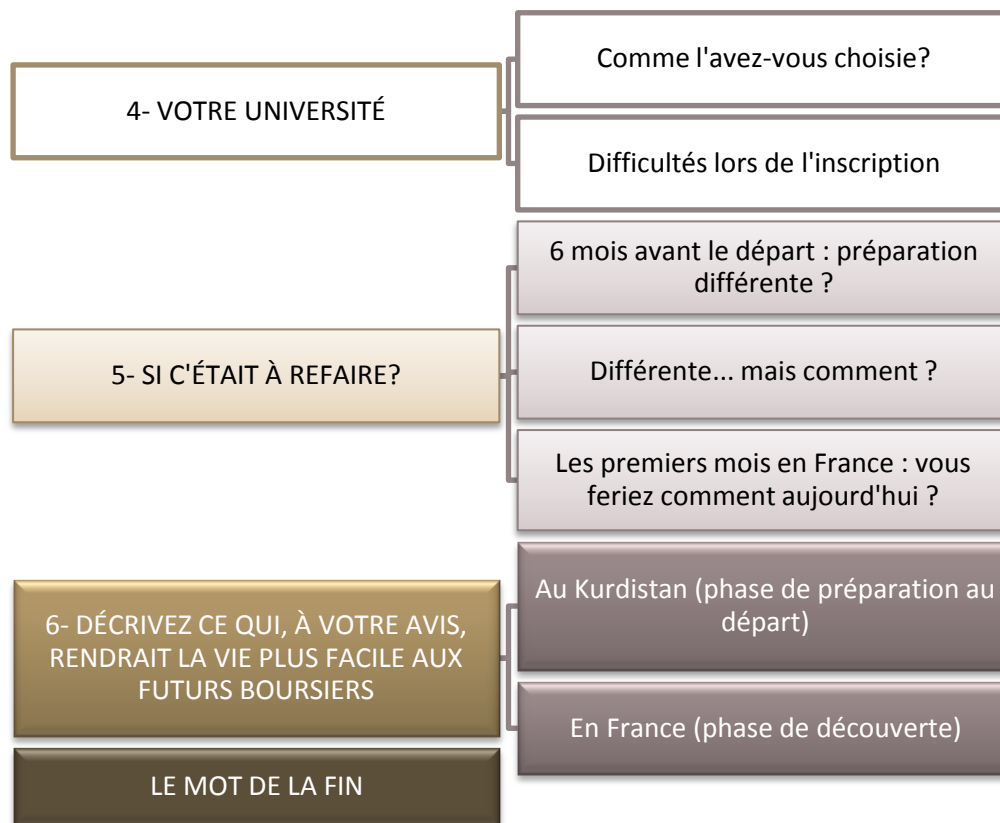 4- VOTRE UNIVERSITÉ
Comme l'avez-vous choisie?
Difficultés lors de l'inscription
5- SI C'ÉTAIT À REFAIRE?
6 mois avant le départ : préparation
différente ?
Différente... mais comment ?
Les premiers mois en France : vous
feriez comment aujourd'hui ?
6- DÉCRIVEZ CE QUI, À VOTRE AVIS,
RENDRAIT LA VIE PLUS FACILE AUX
FUTURS BOURSIERS
Au Kurdistan (phase de préparation au
départ)
En France (phase de découverte)
LE MOT DE LA FIN